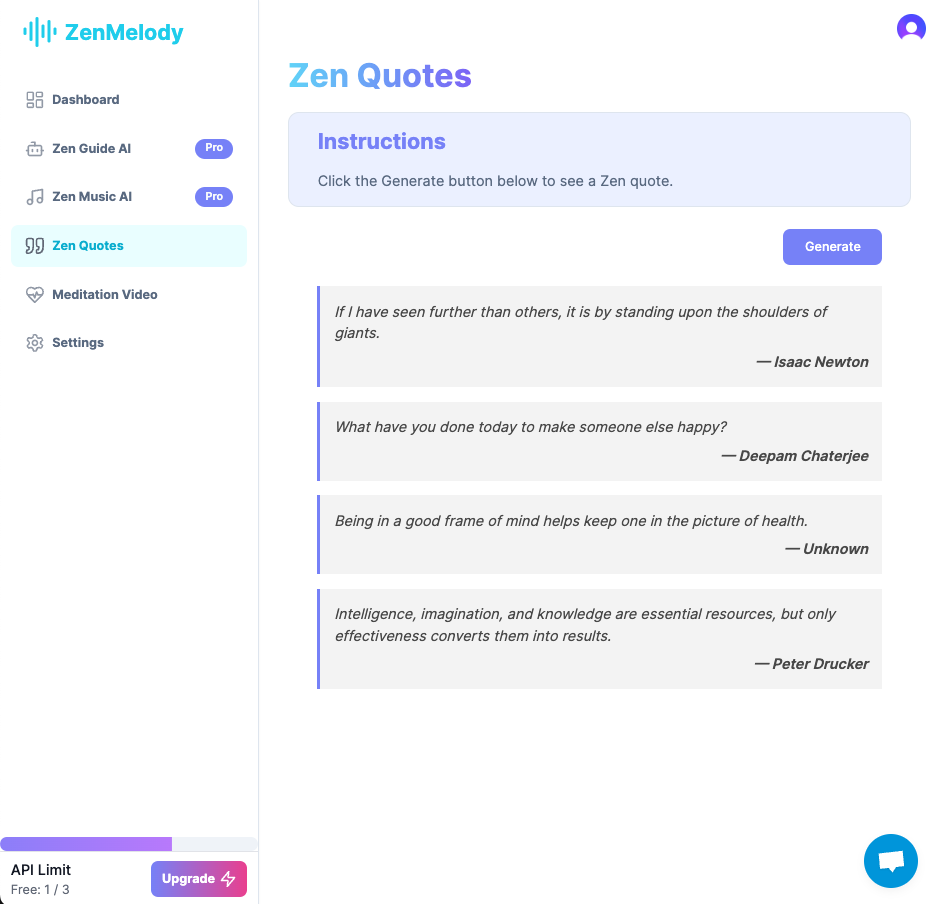 ZenMelody
Dashboard
Zen Guide AI
Pro
Zen Music AI
Pro
Zen Quotes
Meditation Video
Settings
API Limit
Free: 1 / 3
Upgrade
Zen Quotes
Instructions
Click the Generate button below to see a Zen quote.
Generate
If I have seen further than others, it is by standing upon the shoulders of
giants.
— Isaac Newton
What have you done today to make someone else happy?
— Deepam Chaterjee
Being in a good frame of mind helps keep one in the picture of health.
— Unknown
Intelligence, imagination, and knowledge are essential resources, but only
effectiveness converts them into results.
— Peter Drucker